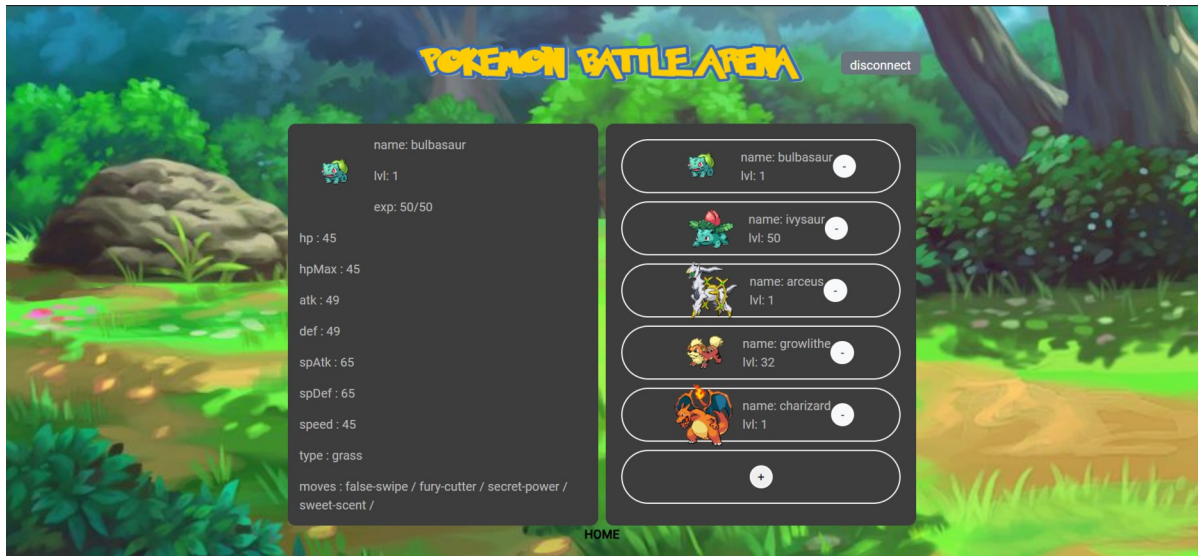 POKEMON BATTLE ARENA
disconnect
name: bulbasaur
lvl: 1
exp: 50/50
hp : 45
hpMax : 45
atk : 49
def : 49
spAtk : 65
spDef : 65
speed : 45
type : grass
moves : false-swipe / fury-cutter / secret-power /
sweet-scent /
name: bulbasaur
lvl: 1
-
name: ivysaur
lvl: 50
-
name: arceus
lvl: 1
-
name: growlithe
lvl: 32
-
name: charizard
lvl: 1
-
+
HOME